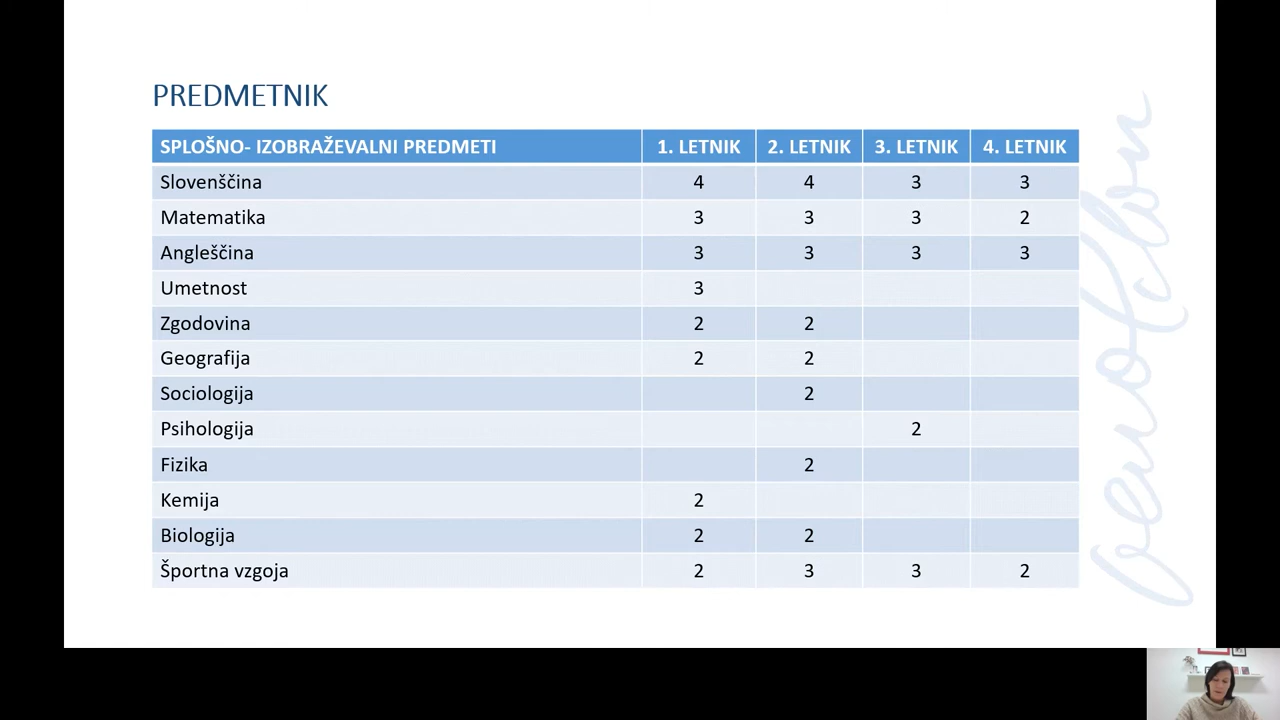 PREDMETNIK
SPLOŠNO- IZOBRAŽEVALNI PREDMETI 1. LETNIK 2. LETNIK 3. LETNIK 4. LETNIK
Slovenščina 4 4 3 3
Matematika 3 3 3 2
Angleščina 3 3 3 3
Umetnost 3
Zgodovina 2 2
Geografija 2 2
Sociologija 2
Psihologija 2
Fizika 2
Kemija 2
Biologija 2 2
Športna vzgoja 2 3 3 2